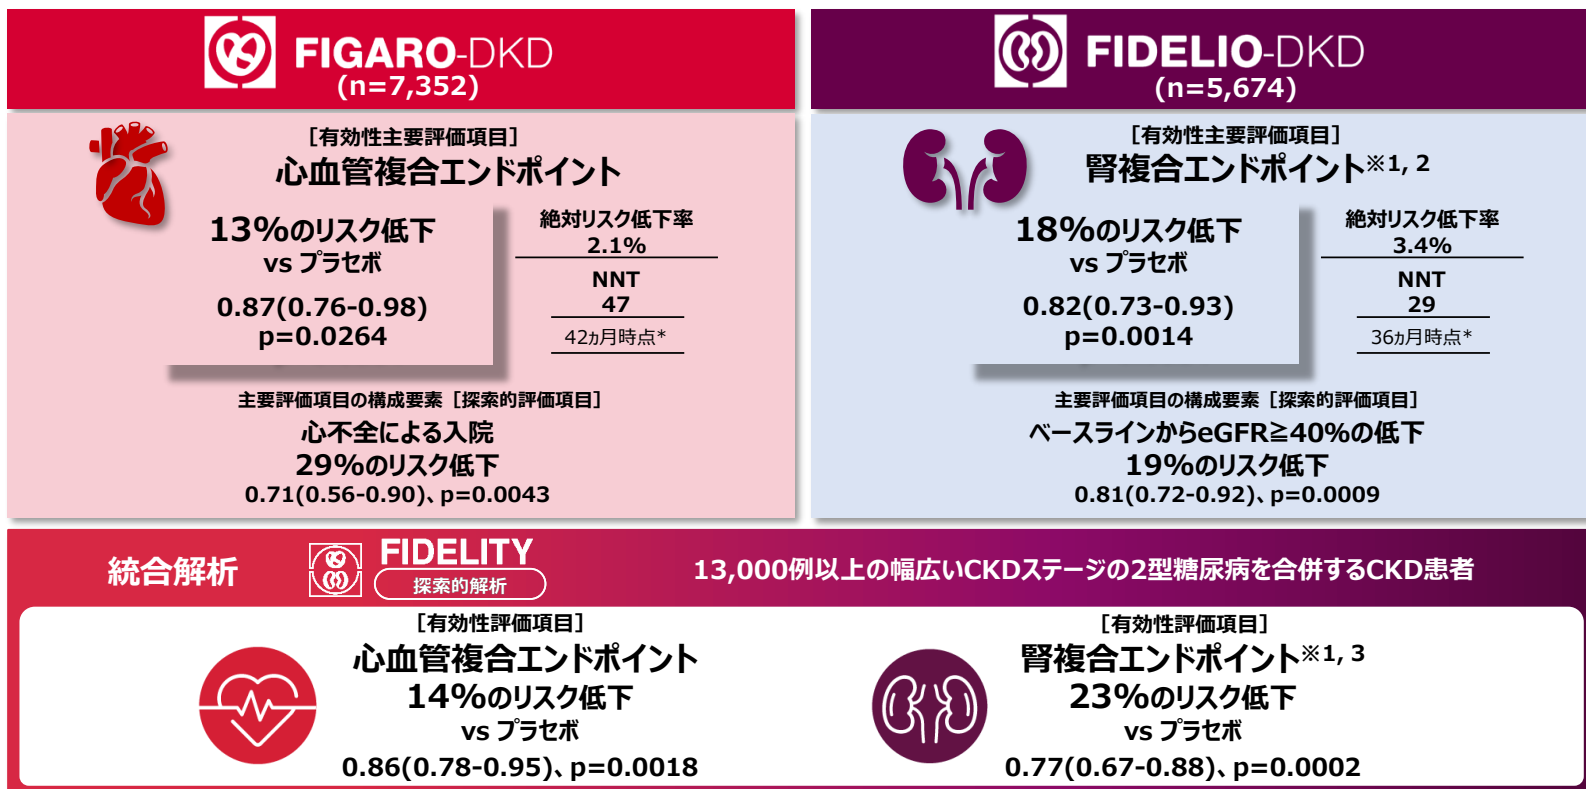 FIGARO-DKD
(n=7,352)
［有効性主要評価項目］
心血管複合エンドポイント
13%のリスク低下
vs プラセボ
0.87(0.76-0.98)
p=0.0264
絶対リスク低下率
2.1%
NNT
47
42ヵ月時点*
主要評価項目の構成要素［探索的評価項目］
心不全による入院
29%のリスク低下
0.71(0.56-0.90)、p=0.0043
FIDELIO-DKD
(n=5,674)
［有効性主要評価項目］
腎複合エンドポイント※1, 2
18%のリスク低下
vs プラセボ
0.82(0.73-0.93)
p=0.0014
絶対リスク低下率
3.4%
NNT
29
36ヵ月時点*
主要評価項目の構成要素［探索的評価項目］
ベースラインからeGFR≧40%の低下
19%のリスク低下
0.81(0.72-0.92)、p=0.0009
統合解析
FIDELITY
探索的解析
13,000例以上の幅広いCKDステージの2型糖尿病を合併するCKD患者
［有効性評価項目］
心血管複合エンドポイント
14%のリスク低下
vs プラセボ
0.86(0.78-0.95)、p=0.0018
［有効性評価項目］
腎複合エンドポイント※1, 3
23%のリスク低下
vs プラセボ
0.77(0.67-0.88)、p=0.0002